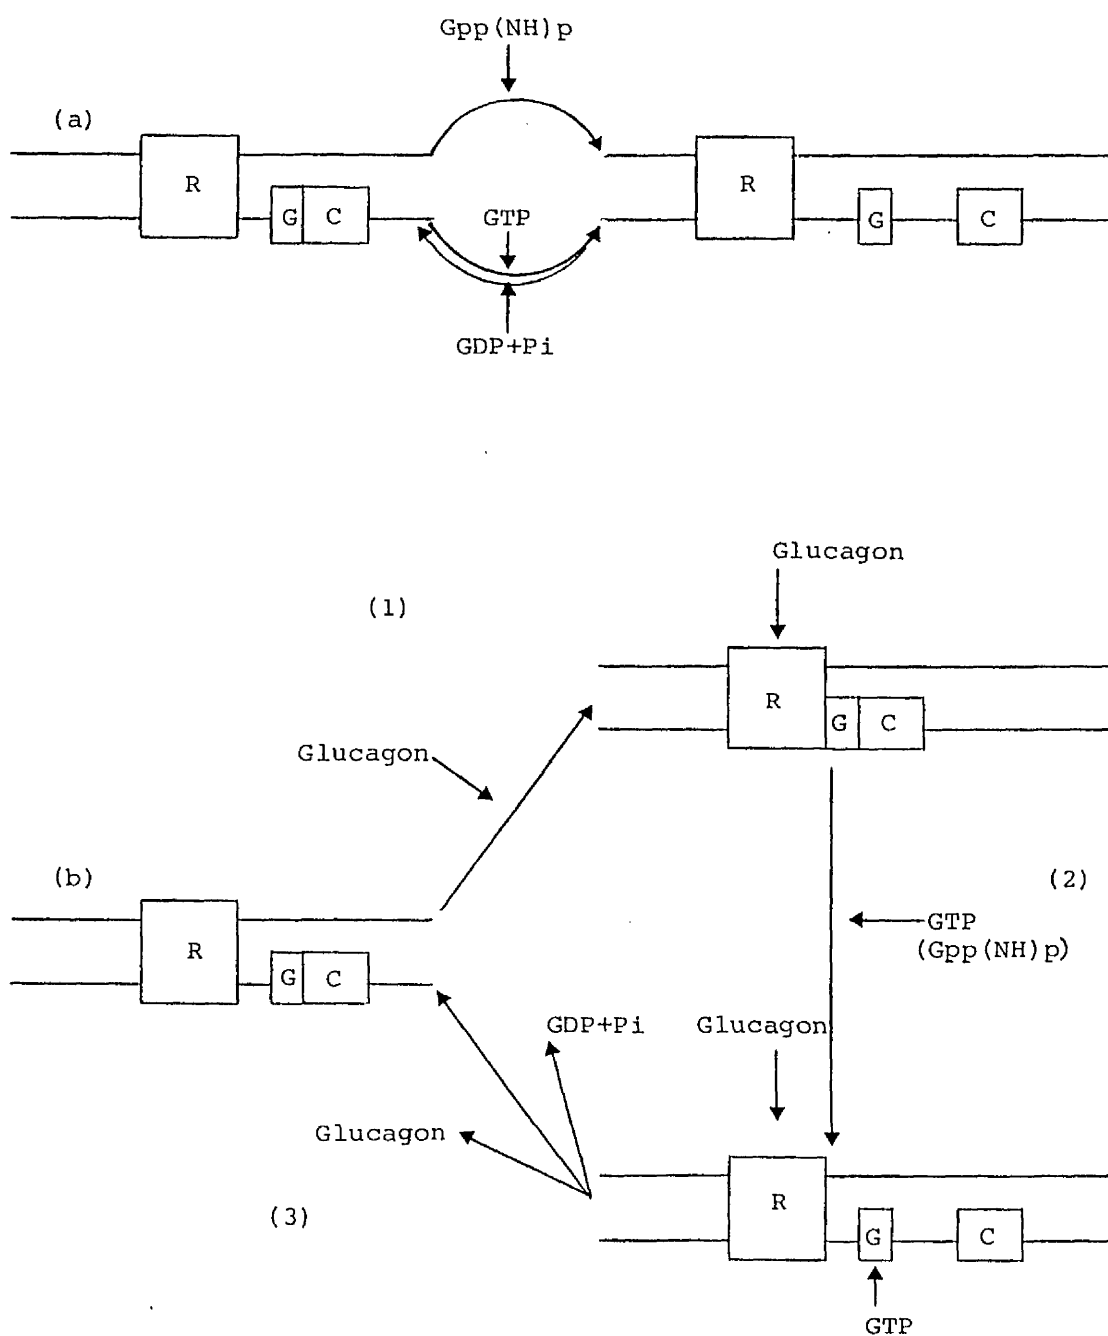 Gpp(NH)p
(a)
R
G C
GTP
GDP+Pi
R
G C
Glucagon
(1)
R
G C
Glucagon
(b)
R
G C
(2)
GTP
(Gpp(NH)p)
GDP+Pi
Glucagon
Glucagon
(3)
R
G C
GTP